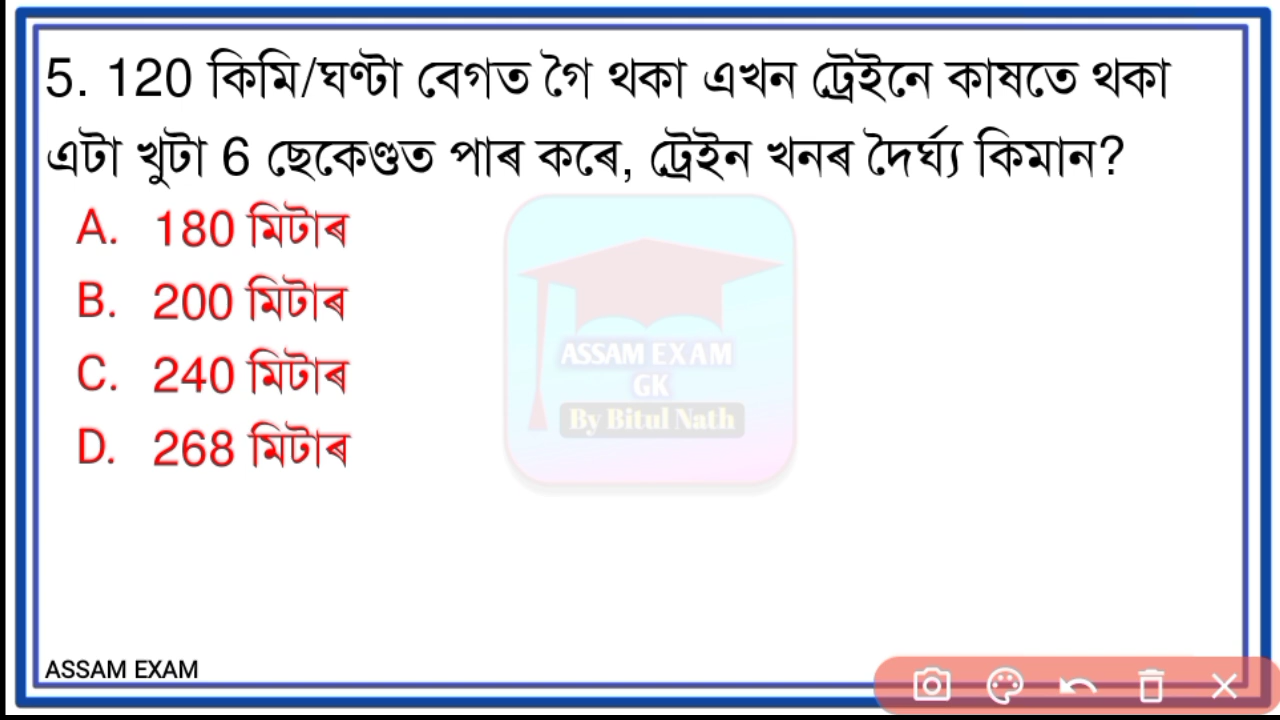 5. 120 কিমি/ঘণ্টা বেগত গৈ থকা এখন ট্ৰেইনে কাষতে থকা
এটা খুটা 6 ছেকেণ্ডত পাৰ কৰে, ট্ৰেইন খনৰ দৈৰ্ঘ্য কিমান?
A. 180 মিটাৰ
B. 200 মিটাৰ
C. 240 মিটাৰ
D. 268 মিটাৰ
ASSAM EXAM
GK
By Bitul Nath
ASSAM EXAM